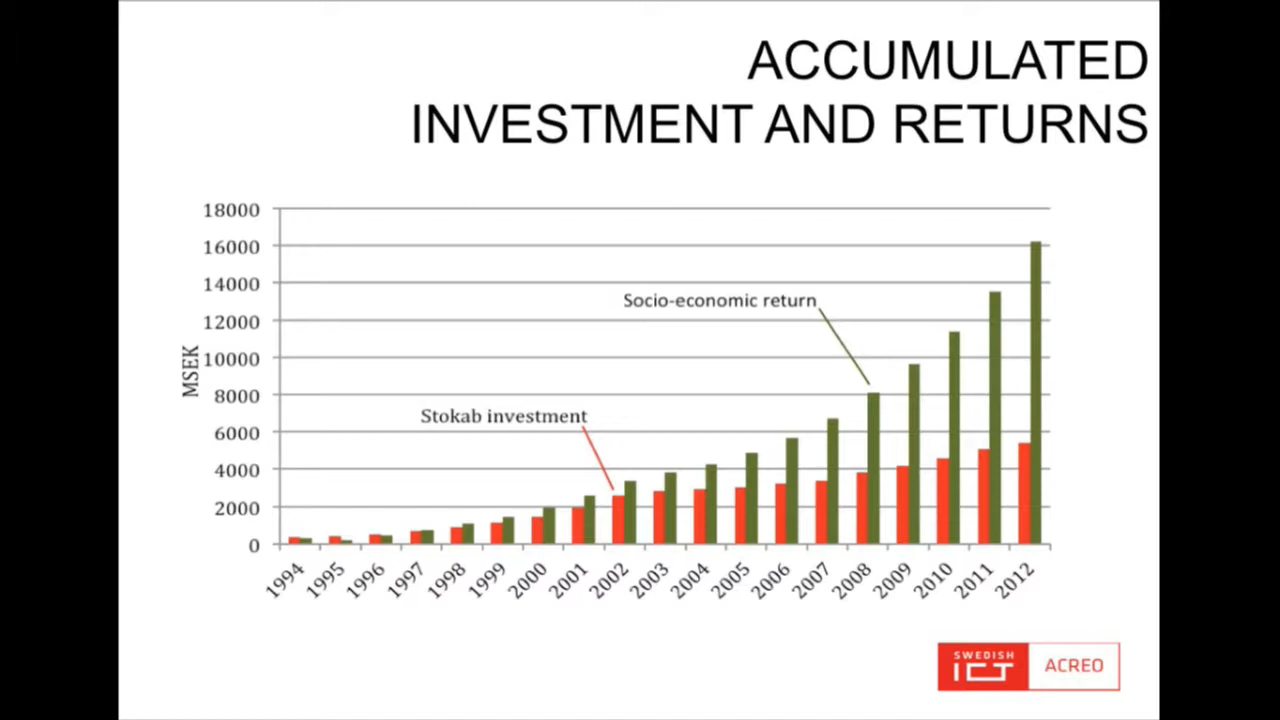 ACCUMULATED
INVESTMENT AND RETURNS
18000
16000
14000
12000
10000
8000
6000
4000
2000
0
MSEK
Socio-economic return
Stokab investment
1994 1995 1996 1997 1998 1999 2000 2001 2002 2003 2004 2005 2006 2007 2008 2009 2010 2011 2012
SWEDISH
ICT
ACREO